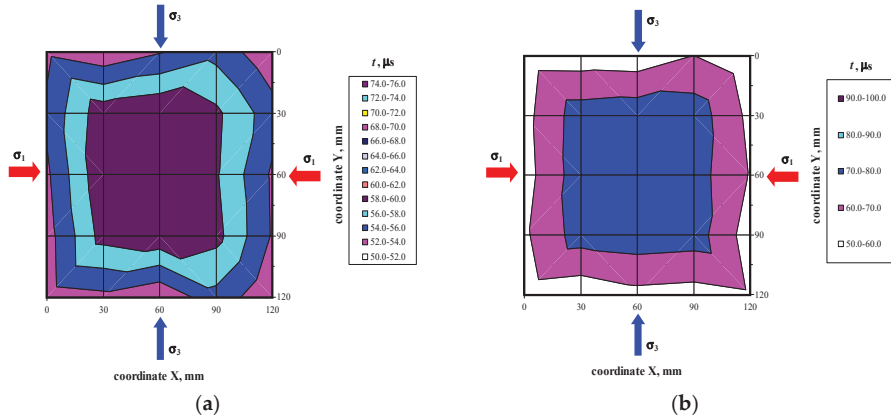 σ3
t, μs
74.0-76.0
72.0-74.0
70.0-72.0
68.0-70.0
66.0-68.0
64.0-66.0
62.0-64.0
60.0-62.0
58.0-60.0
56.0-58.0
54.0-56.0
52.0-54.0
50.0-52.0
0
30
60
90
120
coordinate Y, mm
σ1
σ1
0 30 60 90 120
σ3
coordinate X, mm
(a)
σ3
t, μs
90.0-100.0
80.0-90.0
70.0-80.0
60.0-70.0
50.0-60.0
0
30
60
90
120
coordinate Y, mm
σ1
σ1
0 30 60 90 120
σ3
coordinate X, mm
(b)